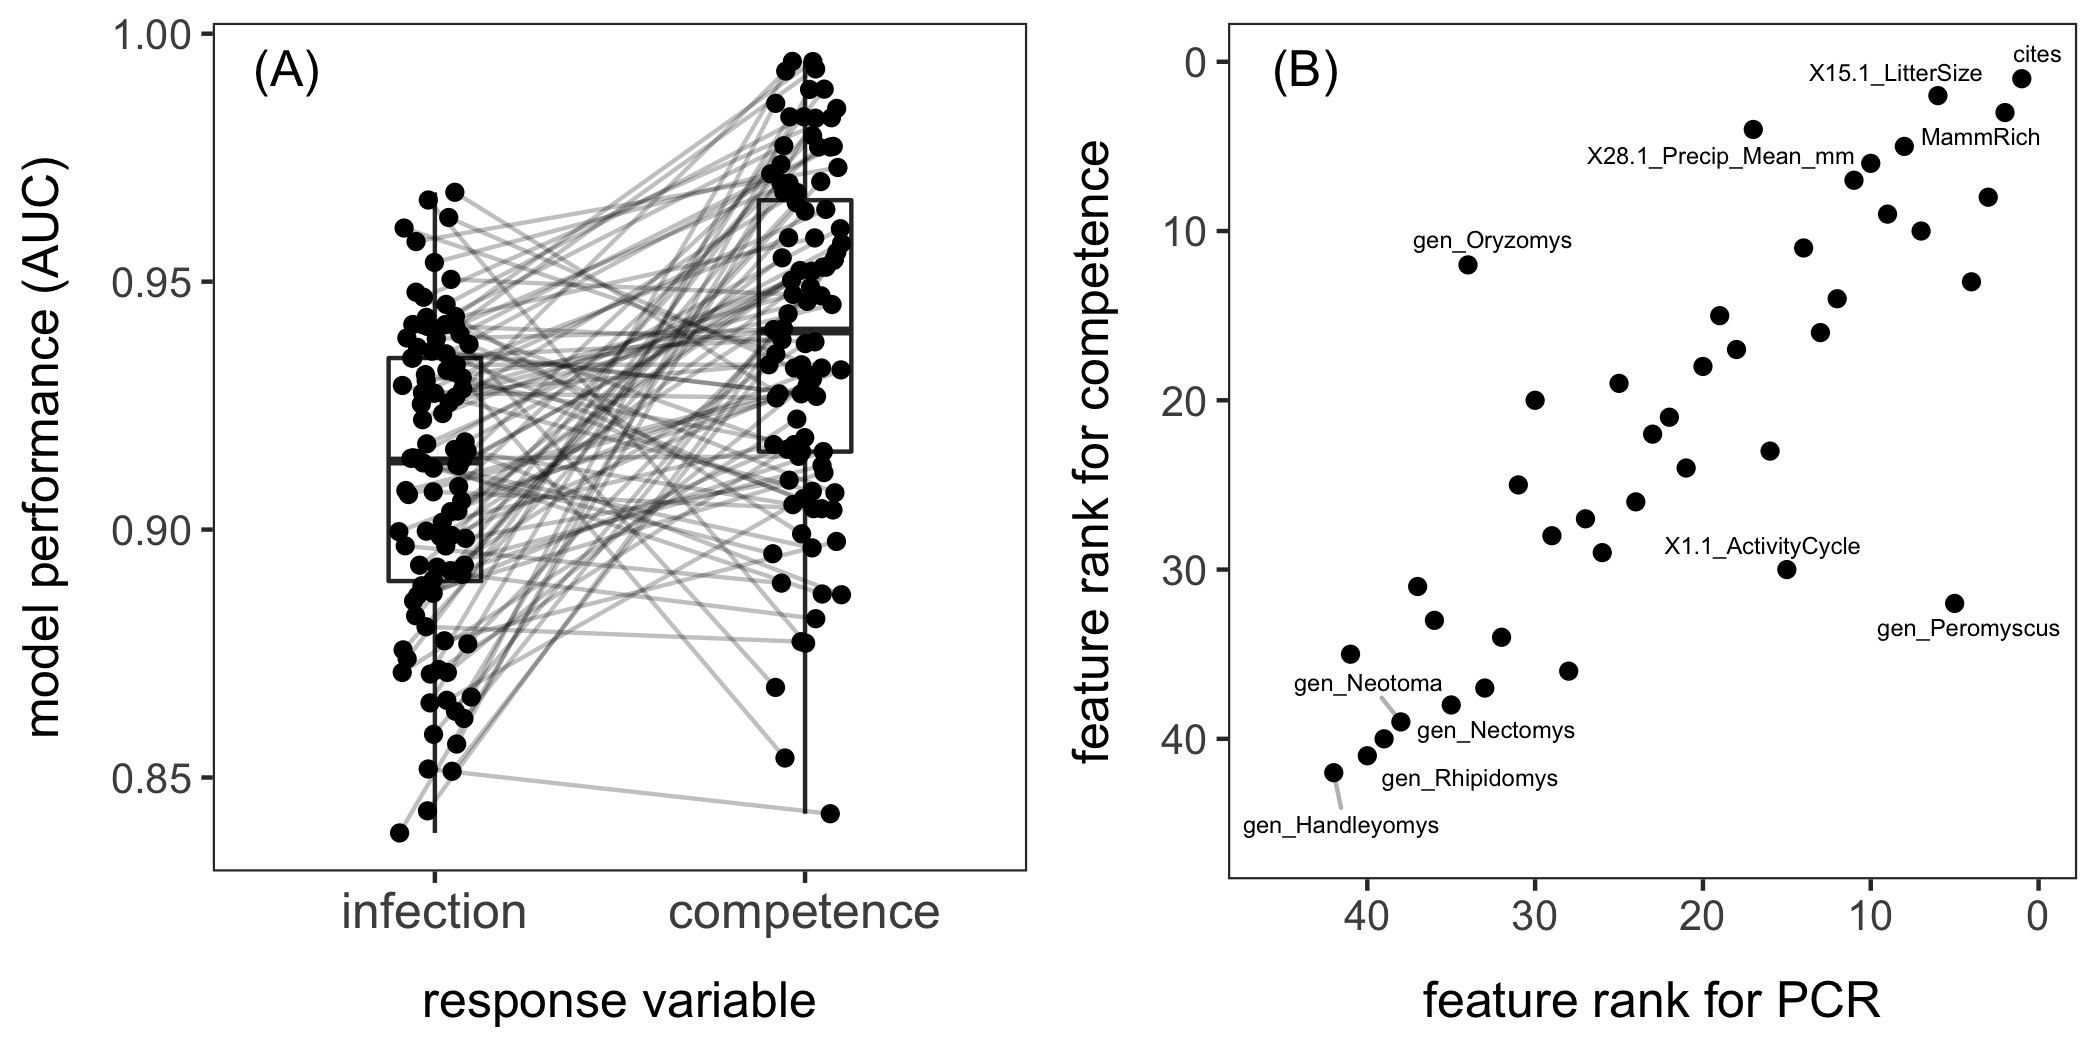 (A)
1.00
0.95
0.90
0.85
model performance (AUC)
infection
competence
response variable
(B)
0
10
20
30
40
feature rank for competence
cites
X15.1_LitterSize
MammRich
X28.1_Precip_Mean_mm
gen_Oryzomys
X1.1_ActivityCycle
gen_Peromyscus
gen_Neotoma
gen_Nectomys
gen_Rhipidomys
gen_Handleyomys
40
30
20
10
0
feature rank for PCR